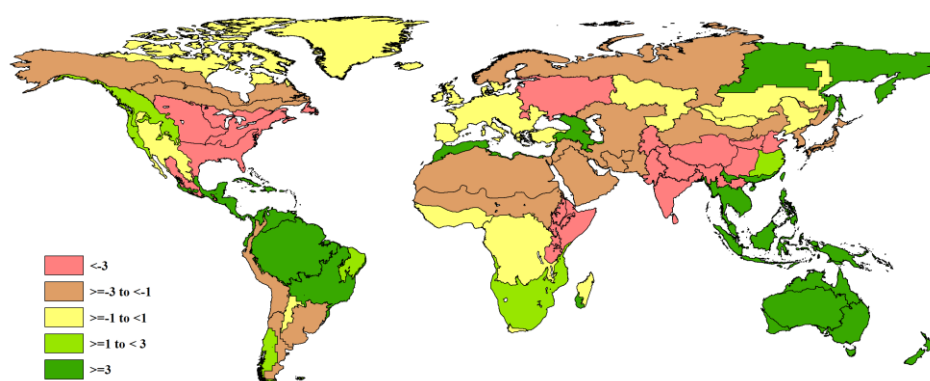 <-3
>=-3 to <-1
>=-1 to <1
>=1 to < 3
>=3